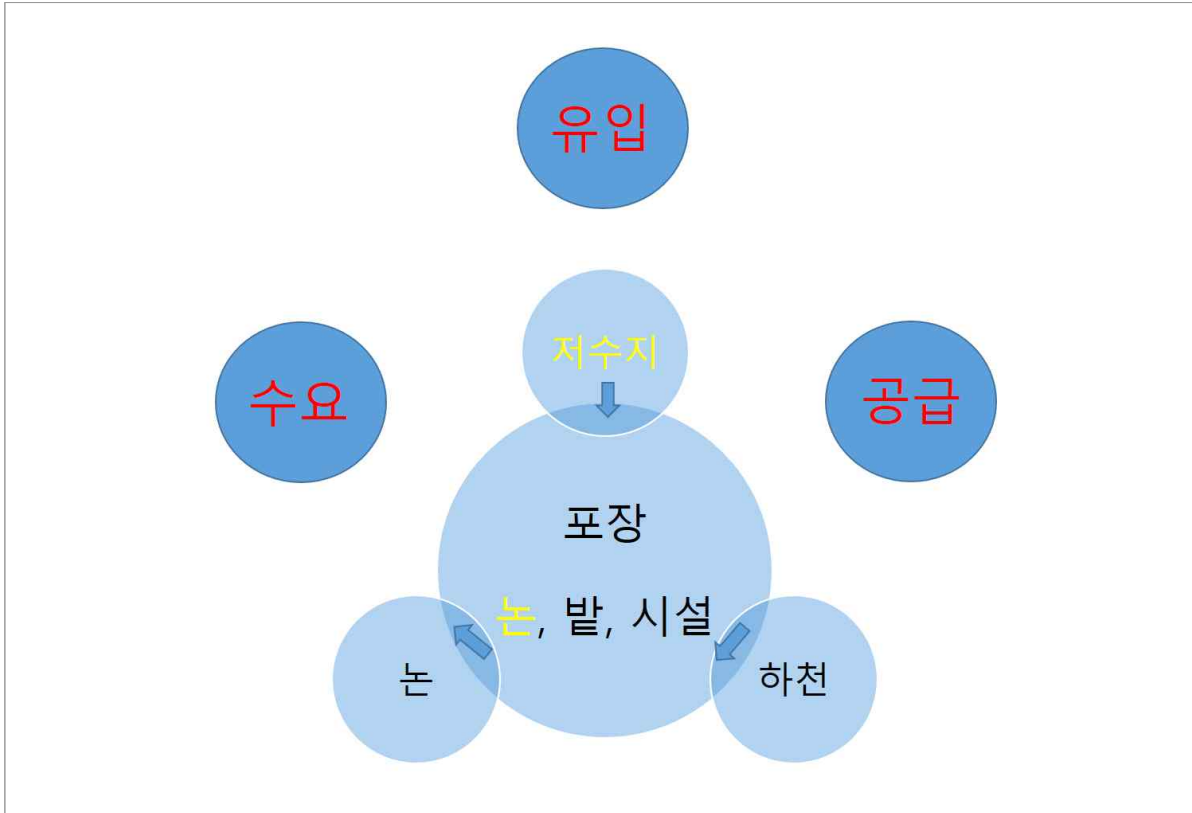 유입
저수지
수요
공급
포장
논, 밭, 시설
논
하천